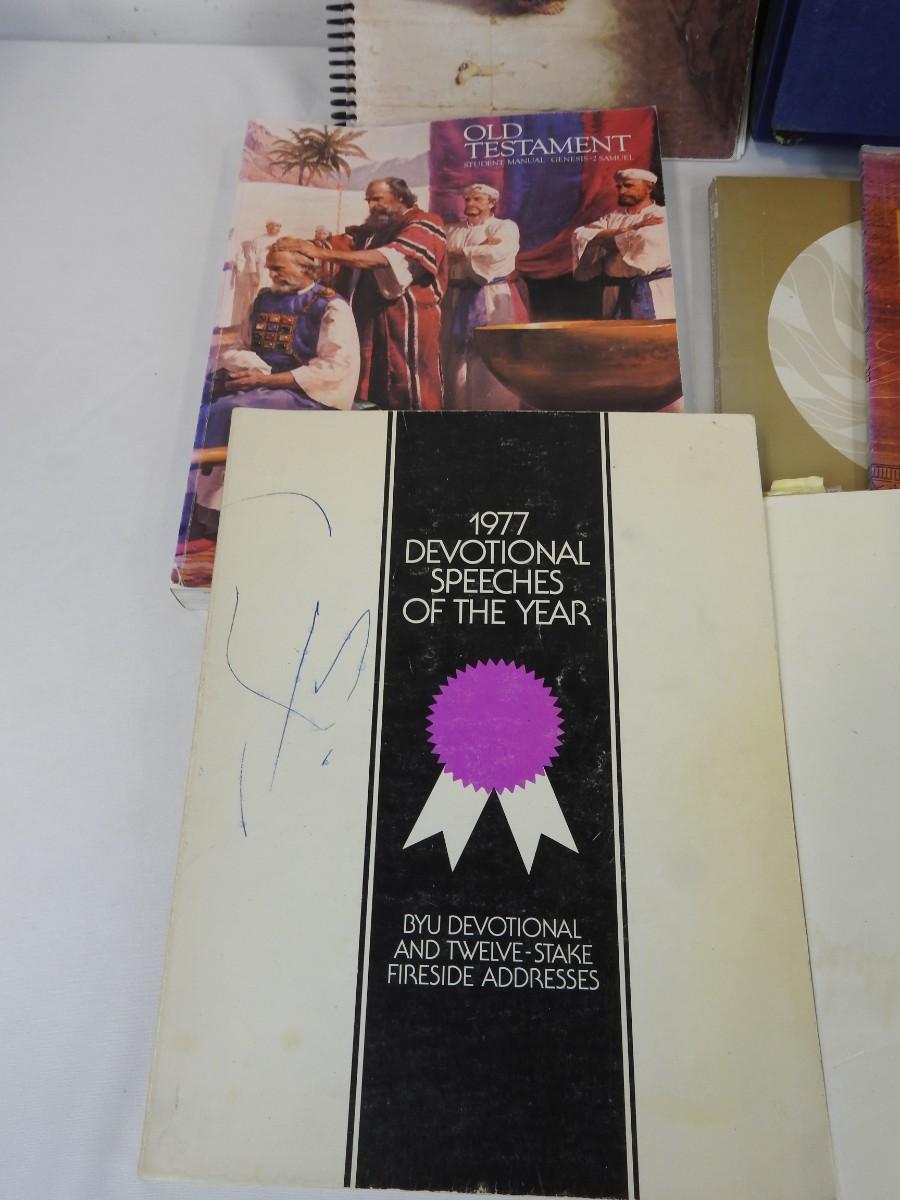 OLD
TESTAMENT
STUDENT MANUAL GENESIS-2 SAMUEL
1977
DEVOTIONAL
SPEECHES
OF THE YEAR
BYU DEVOTIONAL
AND TWELVE-STAKE
FIRESIDE ADDRESSES